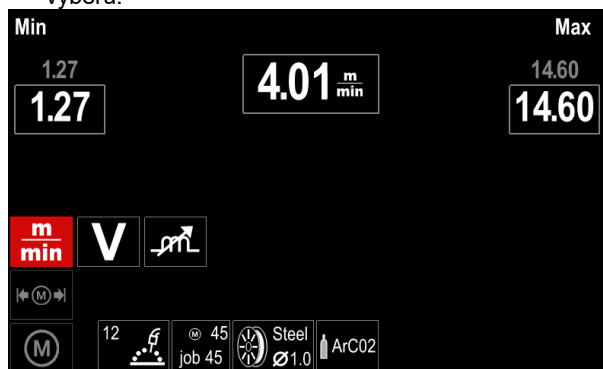 výběru.
Min Max
1.27 14.60
1.27 4.01 m/min 14.60
m/min V
M
M 12 M 45 job 45 Steel Ø1.0 ArC02